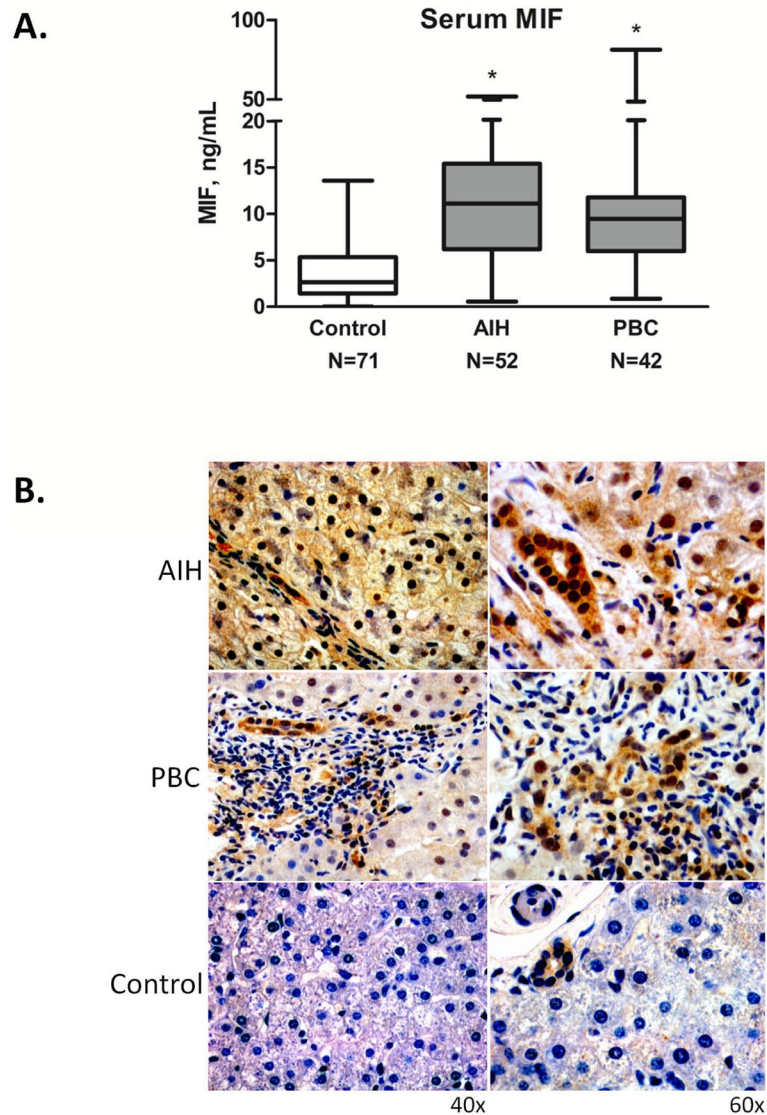 A.
Serum MIF
MIF, ng/mL
100
50
20
15
10
5
0
*
*
Control
AIH
PBC
N=71
N=52
N=42
B.
AIH
PBC
Control
40x
60x